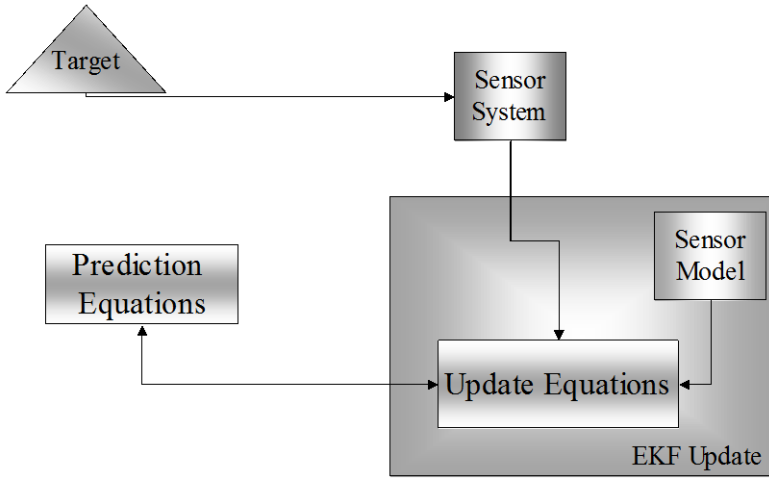 Target
Sensor
System
Sensor
Model
Prediction
Equations
Update Equations
EKF Update